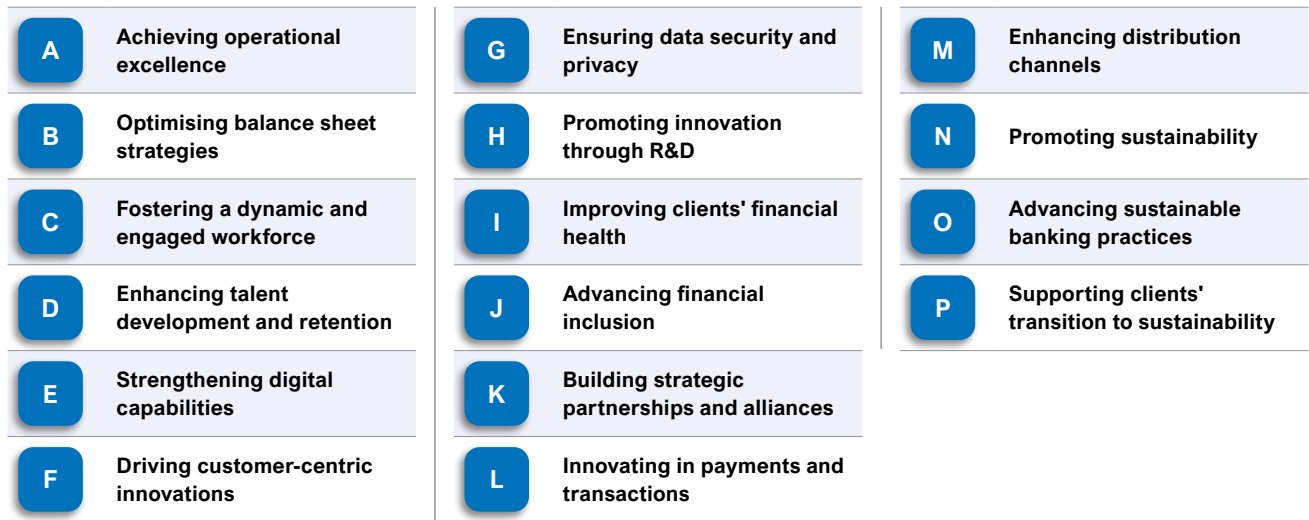 A
Achieving operational
excellence
B
Optimising balance sheet
strategies
C
Fostering a dynamic and
engaged workforce
D
Enhancing talent
development and retention
E
Strengthening digital
capabilities
F
Driving customer-centric
innovations
G
Ensuring data security and
privacy
H
Promoting innovation
through R&D
I
Improving clients' financial
health
J
Advancing financial
inclusion
K
Building strategic
partnerships and alliances
L
Innovating in payments and
transactions
M
Enhancing distribution
channels
N
Promoting sustainability
O
Advancing sustainable
banking practices
P
Supporting clients'
transition to sustainability